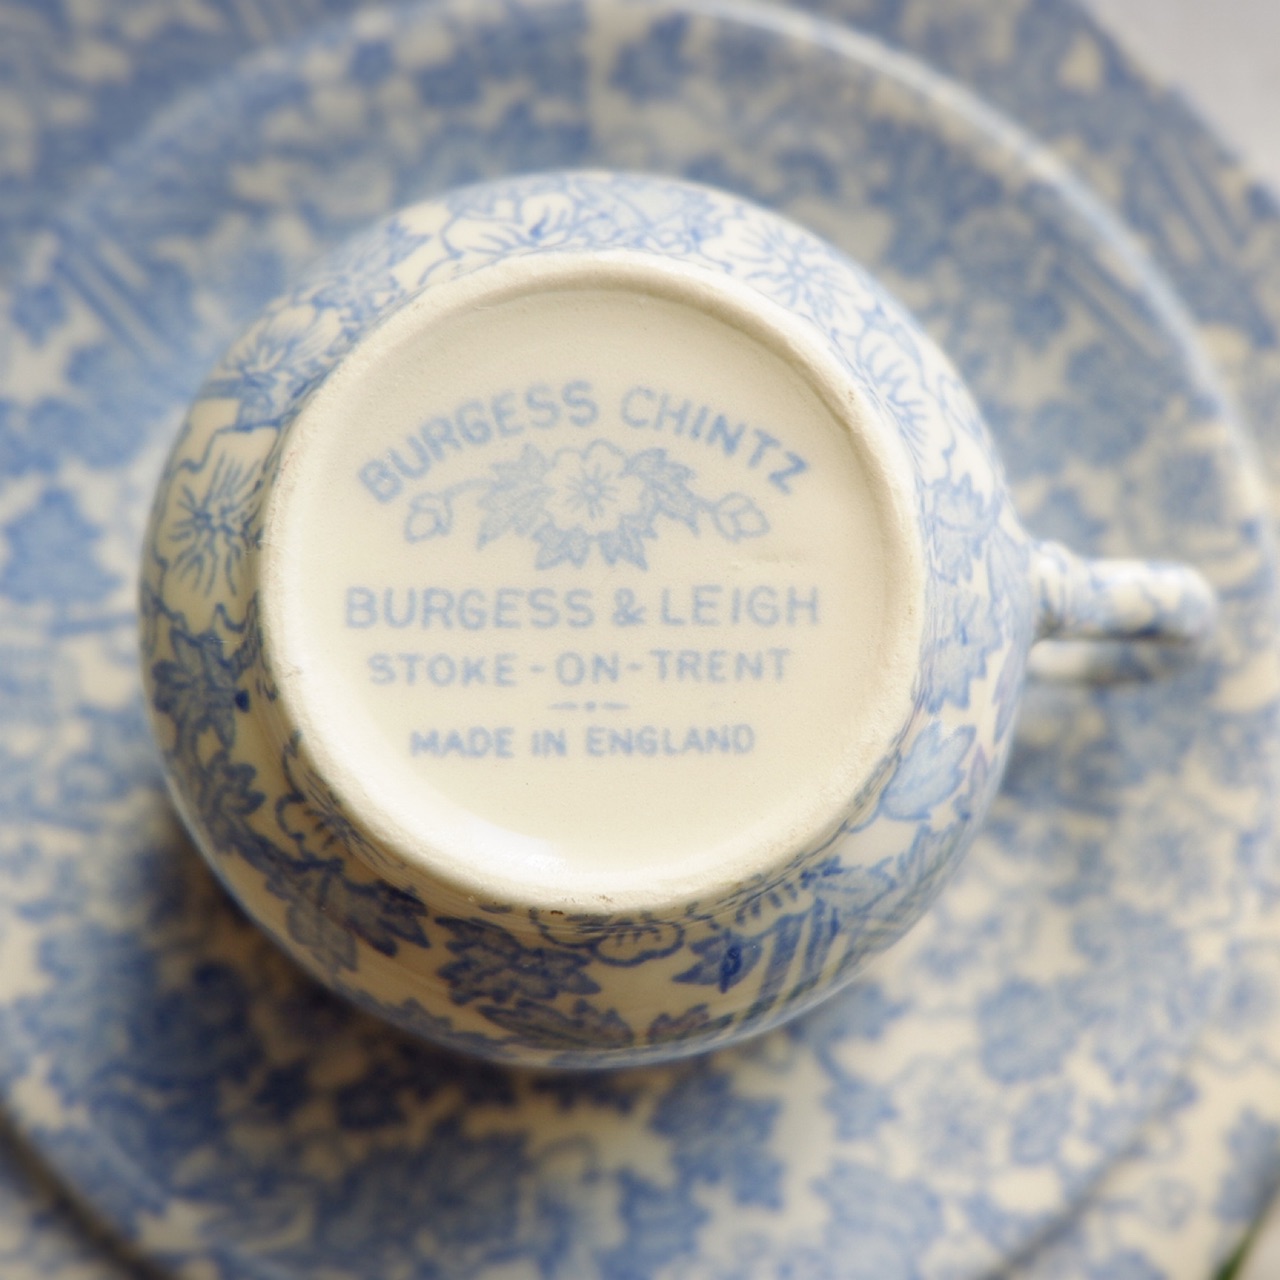 BURGESS CHINTZ
BURGESS & LEIGH
STOKE-ON-TRENT
MADE IN ENGLAND